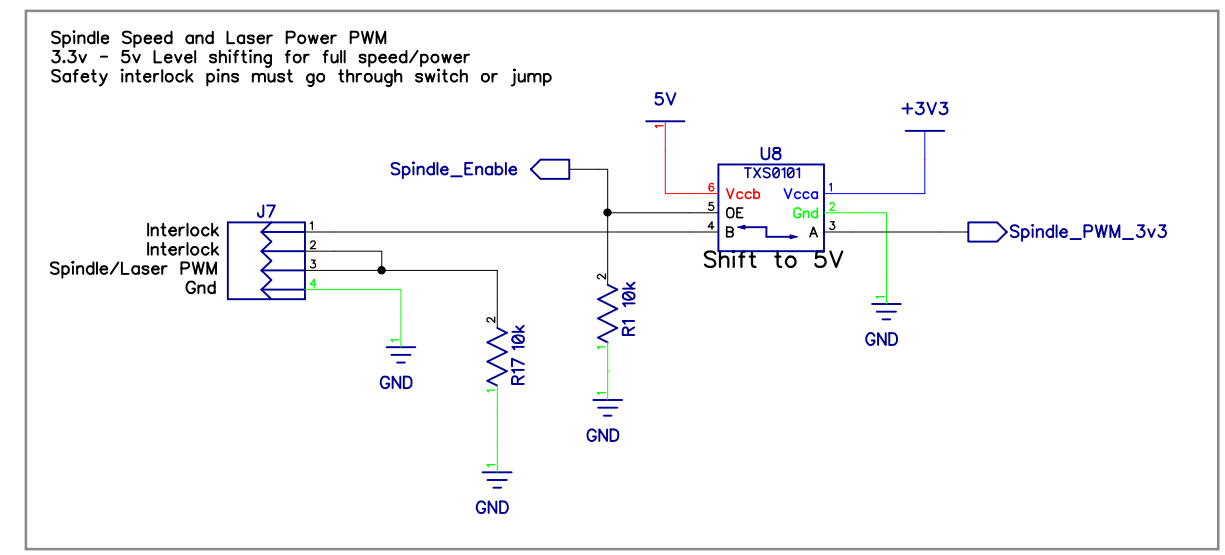 Spindle Speed and Laser Power PWM
3.3v - 5v Level shifting for full speed/power
Safety interlock pins must go through switch or jump
5V
1
+3V3
U8
TXS0101
Spindle_Enable
6 Vccb Vcca 1
5 OE Gnd 2
4 B A 3
Shift to 5V
Spindle_PWM_3v3
J7
Interlock 1
Interlock 2
Spindle/Laser PWM 3
Gnd 4
1
GND
2
R17 10k
1
1
GND
2
R1 10k
1
1
GND
1
GND